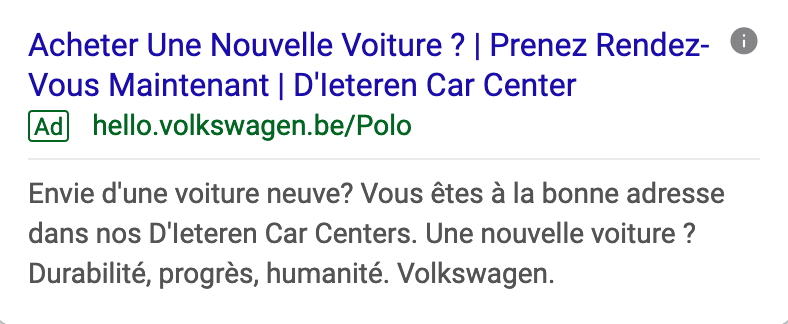 Acheter Une Nouvelle Voiture ? | Prenez Rendez-
Vous Maintenant | D'Ieteren Car Center
Ad hello.volkswagen.be/Polo
Envie d'une voiture neuve? Vous êtes à la bonne adresse
dans nos D'Ieteren Car Centers. Une nouvelle voiture ?
Durabilité, progrès, humanité. Volkswagen.